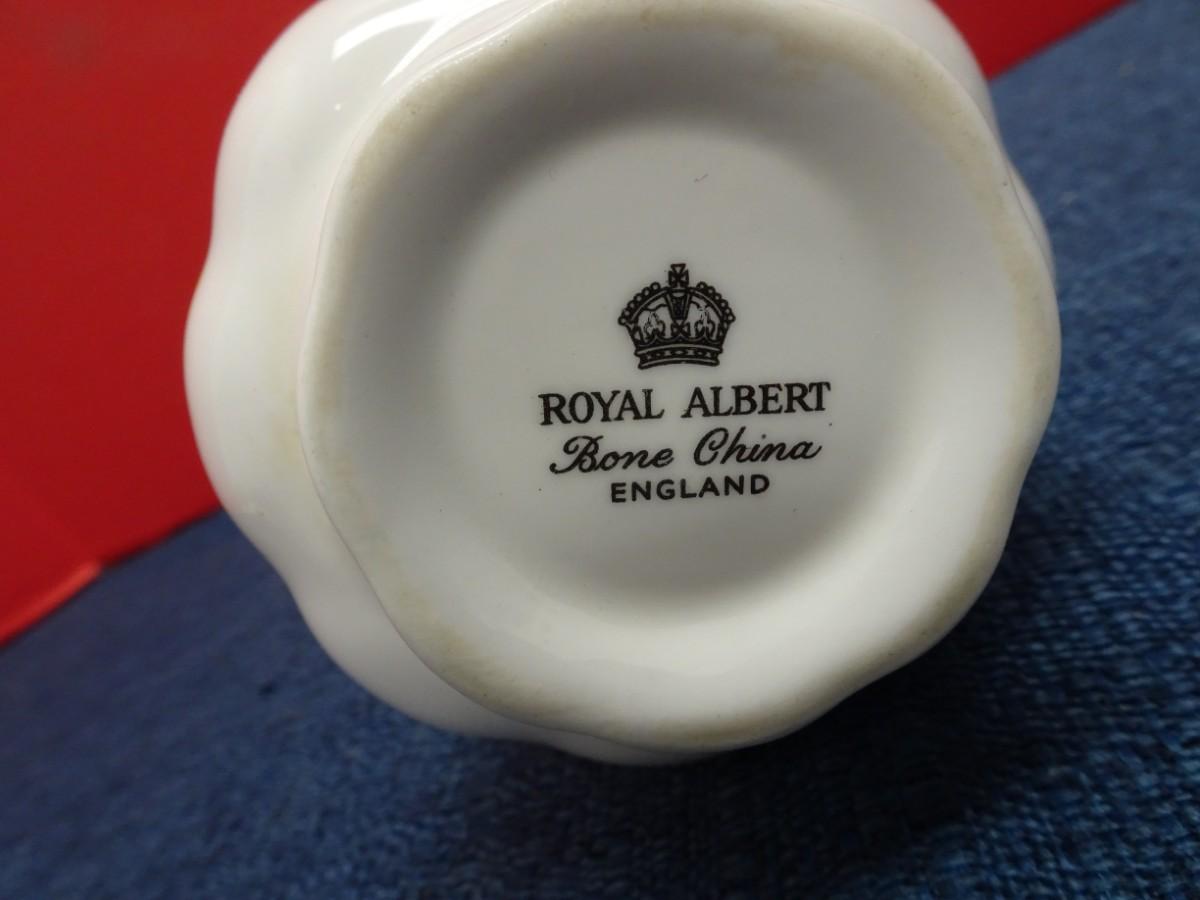 ROYAL ALBERT
Bone China
ENGLAND